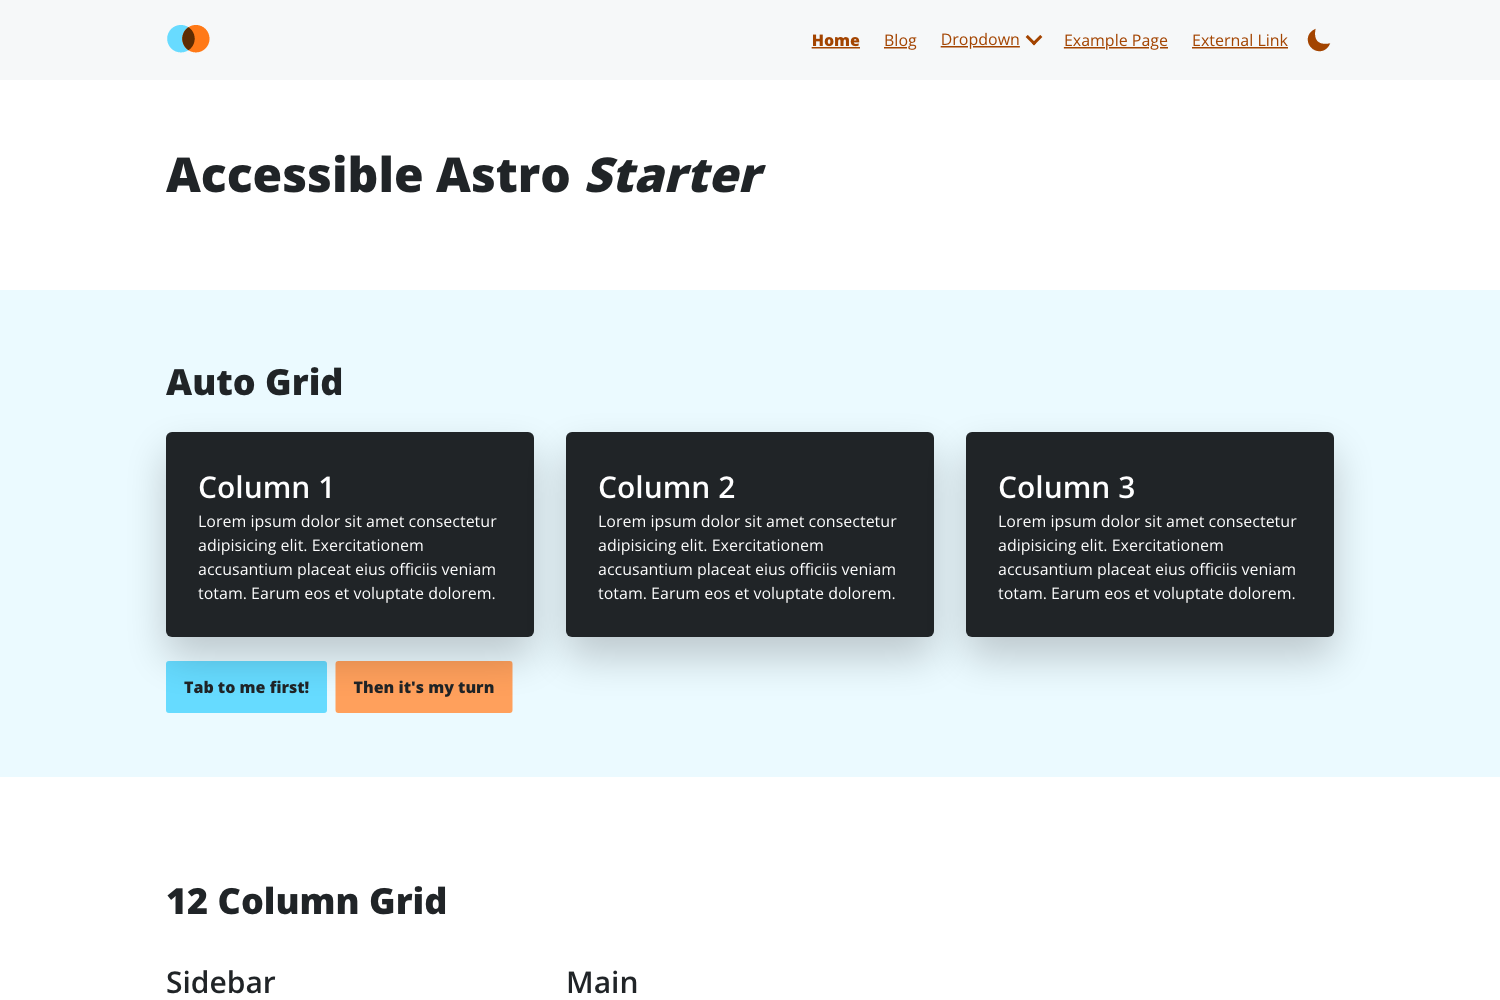 Home Blog Dropdown Example Page External Link
Accessible Astro Starter
Auto Grid
Column 1
Lorem ipsum dolor sit amet consectetur
adipisicing elit. Exercitationem
accusantium placeat eius officiis veniam
totam. Earum eos et voluptate dolorem.
Column 2
Lorem ipsum dolor sit amet consectetur
adipisicing elit. Exercitationem
accusantium placeat eius officiis veniam
totam. Earum eos et voluptate dolorem.
Column 3
Lorem ipsum dolor sit amet consectetur
adipisicing elit. Exercitationem
accusantium placeat eius officiis veniam
totam. Earum eos et voluptate dolorem.
Tab to me first! Then it's my turn
12 Column Grid
Sidebar
Main